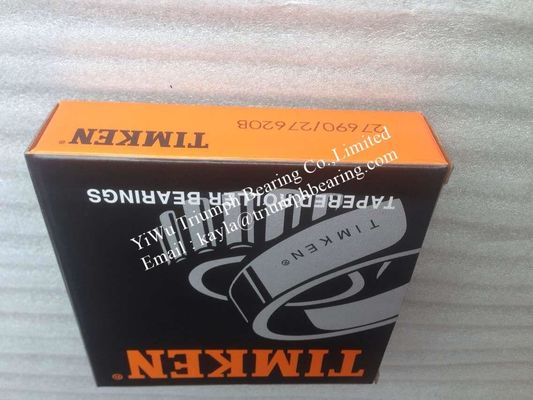 27690/27620B
TIMKEN®
TAPERED ROLLER BEARINGS
TIMKEN®
TIMKEN®
YiWu Triumph Bearing Co.,Limited
Email : kayla@triumphbearing.com